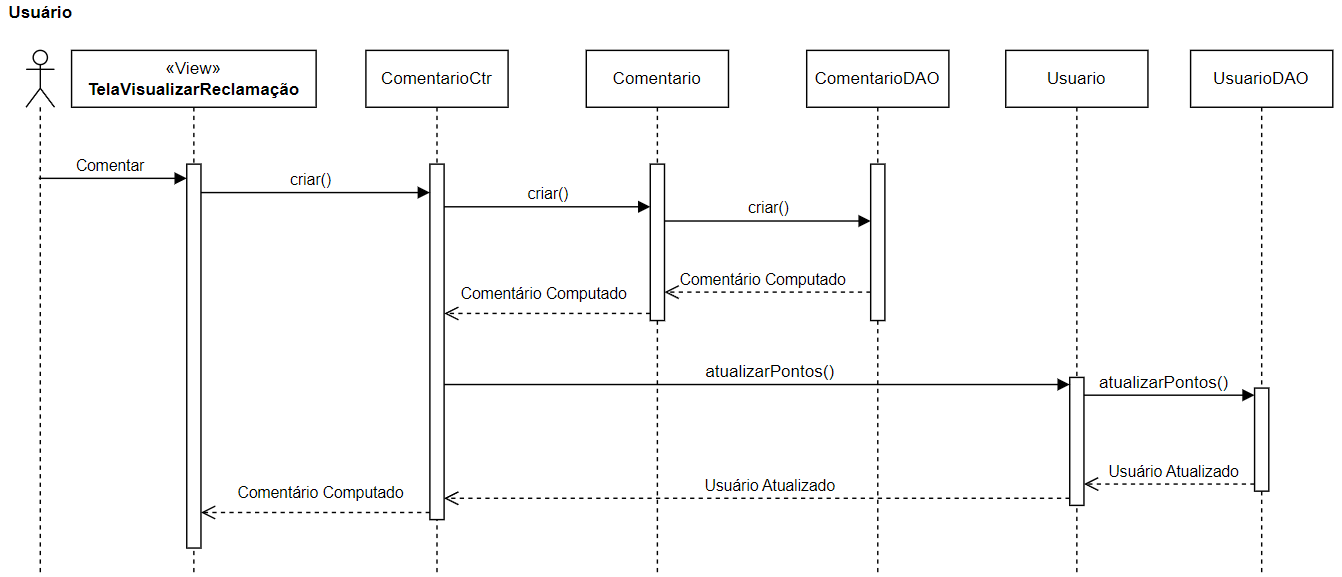 Usuário
«View»
TelaVisualizarReclamação
ComentarioCtr
Comentario
ComentarioDAO
Usuario
UsuarioDAO
Comentar
criar()
criar()
criar()
Comentário Computado
Comentário Computado
atualizarPontos()
atualizarPontos()
Usuário Atualizado
Usuário Atualizado
Comentário Computado